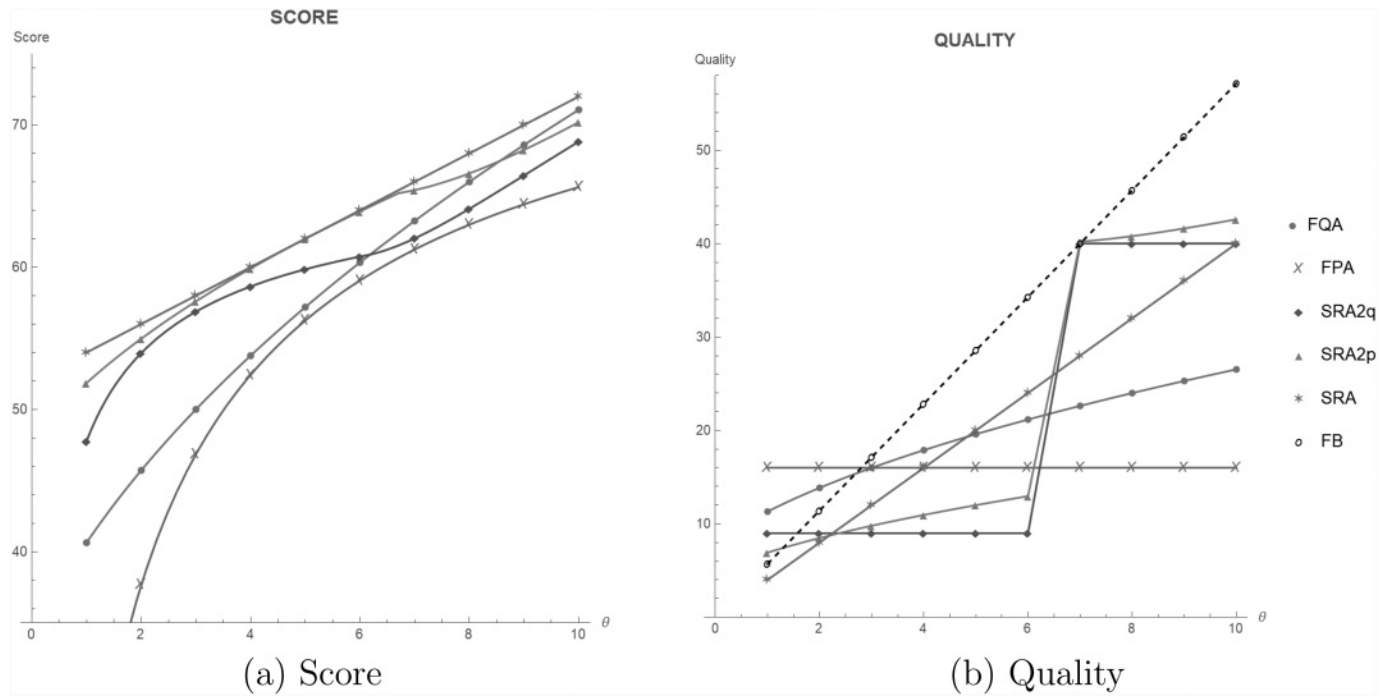 SCORE
Score
70
60
50
40
0 2 4 6 8 10 θ
(a) Score
QUALITY
Quality
50
40
30
20
10
0 2 4 6 8 10 θ
FQA
FPA
SRA2q
SRA2p
SRA
FB
(b) Quality